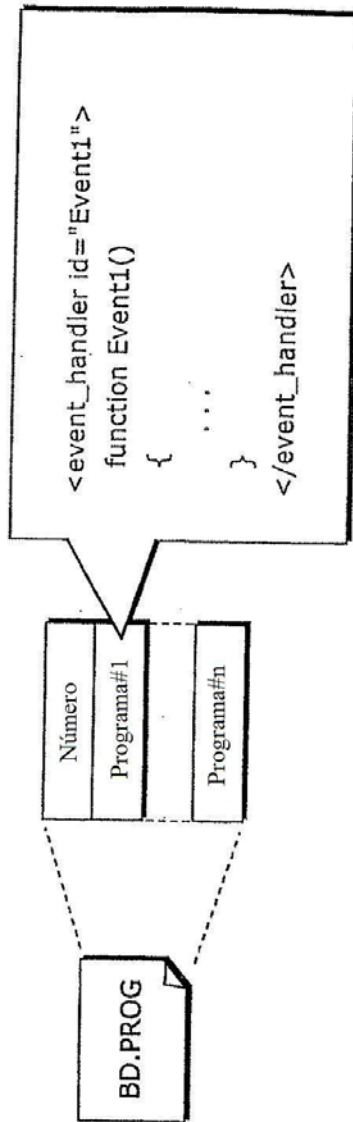 BD.PROG
Número
Programa#1
Programa#n
<event_handler id="Event1">
function Event1()
{
...
}
</event_handler>